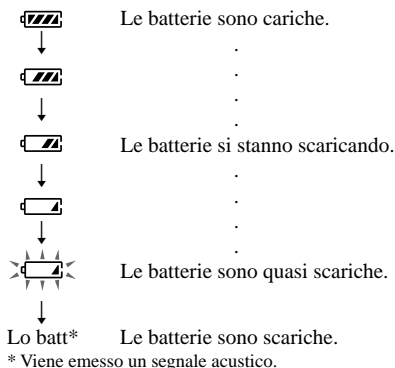 Le batterie sono cariche.
.
.
.
.
Le batterie si stanno scaricando.
.
.
.
.
Le batterie sono quasi scariche.
Lo batt* Le batterie sono scariche.
* Viene emesso un segnale acustico.